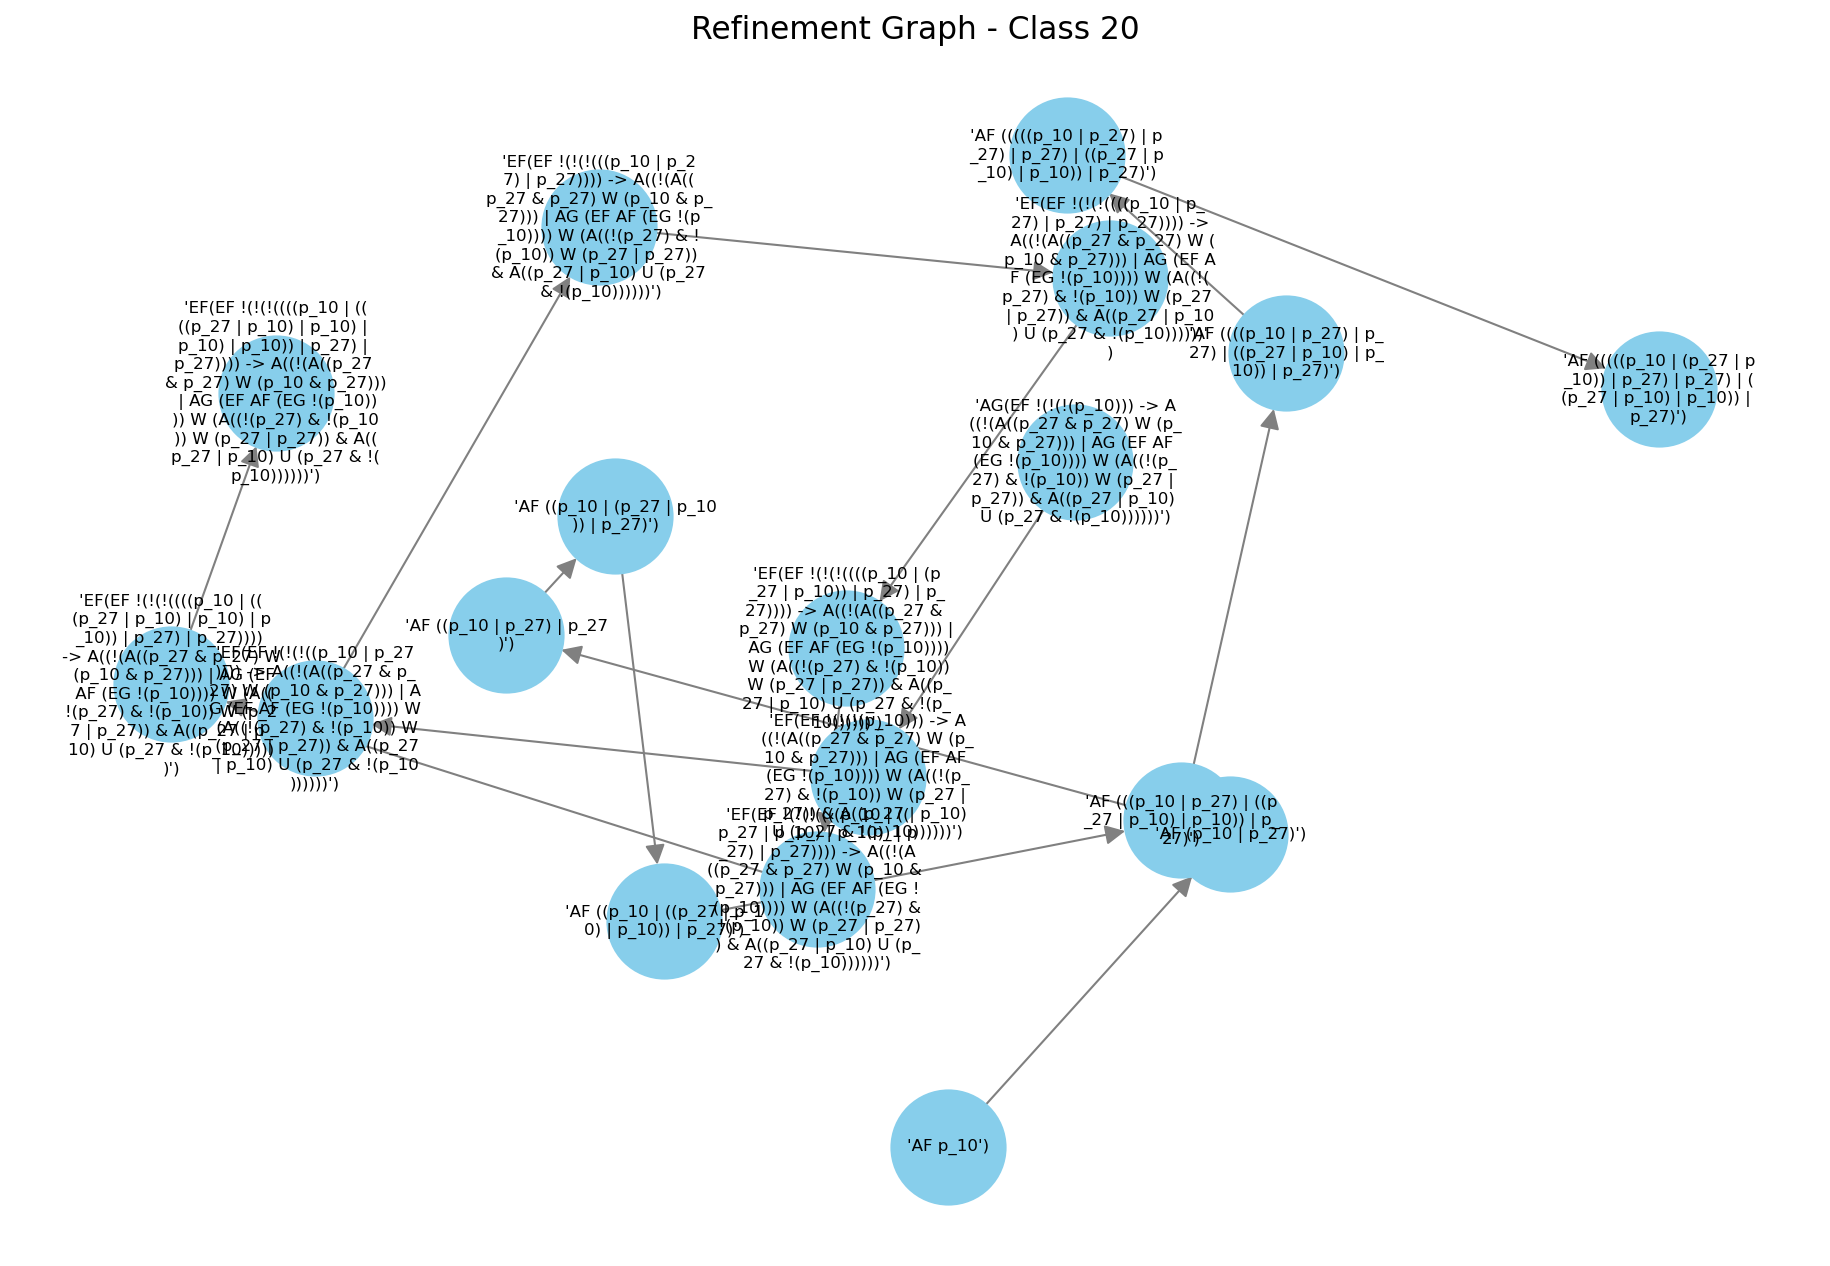 Refinement Graph - Class 20
'AF (((((p_10 | p_27) | p
_27) | p_27) | ((p_27 | p
_10) | p_10)) | p_27)')
'EF(EF !(!(!(((p_10 | p_2
7) | p_27)))) -> A((!(A((
p_27 & p_27) W (p_10 & p_
27))) | AG (EF AF (EG !(p
_10)))) W (A((!(p_27) & !
(p_10)) W (p_27 | p_27))
& A((p_27 | p_10) U (p_27
& !(p_10))))))')
'EF(EF !(!(!((((p_10 | p_
27) | p_27) | p_27)))) ->
A((!(A((p_27 & p_27) W (
p_10 & p_27))) | AG (EF A
F (EG !(p_10)))) W (A((!(
p_27) & !(p_10)) W (p_27
| p_27)) & A((p_27 | p_10
) U (p_27 & !(p_10))))))'
)
'AF ((((p_10 | p_27) | p_
27) | ((p_27 | p_10) | p_
10)) | p_27)')
'AF (((((p_10 | (p_27 | p
_10)) | p_27) | p_27) | (
(p_27 | p_10) | p_10)) |
p_27)')
'EF(EF !(!(!((((p_10 | ((
((p_27 | p_10) | p_10) |
p_10) | p_10)) | p_27) |
p_27)))) -> A((!(A((p_27
& p_27) W (p_10 & p_27)))
| AG (EF AF (EG !(p_10))
)) W (A((!(p_27) & !(p_10
)) W (p_27 | p_27)) & A((
p_27 | p_10) U (p_27 & !(
p_10))))))')
'AG(EF !(!(!(p_10))) -> A
((!(A((p_27 & p_27) W (p_
10 & p_27))) | AG (EF AF
(EG !(p_10)))) W (A((!(p_
27) & !(p_10)) W (p_27 |
p_27)) & A((p_27 | p_10)
U (p_27 & !(p_10))))))')
'AF ((p_10 | (p_27 | p_10
)) | p_27)')
'AF ((p_10 | p_27) | p_27
)')
'EF(EF !(!(!((((p_10 | (p
_27 | p_10)) | p_27) | p_
27)))) -> A((!(A((p_27 &
p_27) W (p_10 & p_27))) |
AG (EF AF (EG !(p_10))))
W (A((!(p_27) & !(p_10))
W (p_27 | p_27)) & A((p_
27 | p_10) U (p_27 & !(p_
'EF(EF !(!(!((((p_10 | ((
(p_27 | p_10) | p_10) | p
_10)) | p_27) | p_27))))
-> A((!(A((p_27 & p_27) W
(p_10 & p_27))) | AG (EF
AF (EG !(p_10)))) W (A((
!(p_27) & !(p_10)) W (p_2
7 | p_27)) & A((p_27 | p_
10) U (p_27 & !(p_10)))))
)')
'EF(EF !(!(!((p_10 | p_27
)))) -> A((!(A((p_27 & p_
27) W (p_10 & p_27))) | A
G (EF AF (EG !(p_10)))) W
(A((!(p_27) & !(p_10)) W
(p_27 | p_27)) & A((p_27
| p_10) U (p_27 & !(p_10
))))))')
'EF(EF !(!(!(p_10))) -> A
((!(A((p_27 & p_27) W (p_
10 & p_27))) | AG (EF AF
(EG !(p_10)))) W (A((!(p_
27) & !(p_10)) W (p_27 |
p_27)) & A((p_27 | p_10)
U (p_27 & !(p_10))))))')
_27) | p_27)))) -> A((!(A
((p_27 & p_27) W (p_10 &
p_27))) | AG (EF AF (EG !
(p_10)))) W (A((!(p_27) &
!(p_10)) W (p_27 | p_27)
) & A((p_27 | p_10) U (p_
27 & !(p_10))))))')
'AF (((p_10 | p_27) | ((p
_27 | p_10) | p_10)) | p_
27)')
'AF (p_10 | p_27)')
'AF ((p_10 | ((p_27 | p_1
0) | p_10)) | p_27)')
'AF p_10')